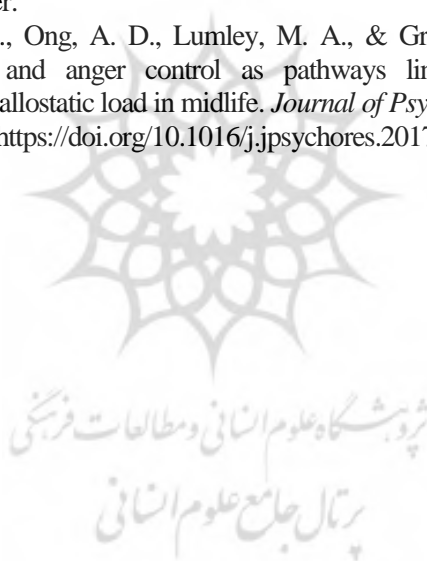 er.
., Ong, A. D., Lumley, M. A., & Gr
and anger control as pathways lin
allostatic load in midlife. Journal of Psy
https://doi.org/10.1016/j.jpsychores.2017
پژوهشگاه علوم انسانی و مطالعات فرهنگی
پرتال جامع علوم انسانی